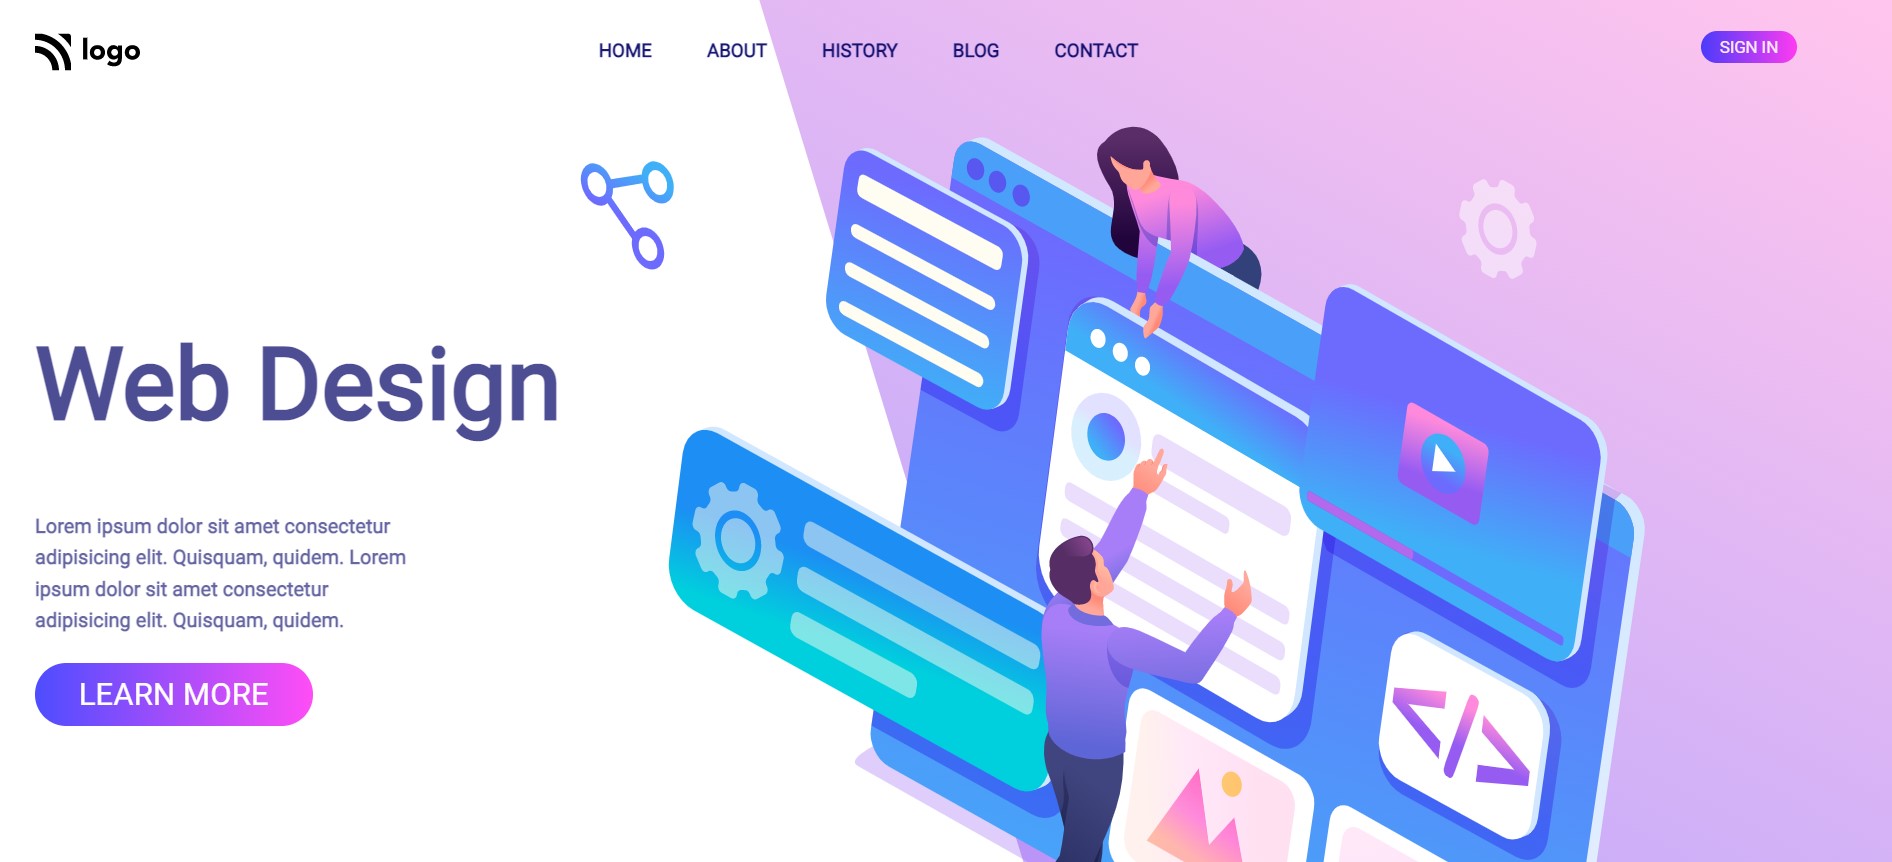 logo
HOME
ABOUT
HISTORY
BLOG
CONTACT
SIGN IN
Web Design
Lorem ipsum dolor sit amet consectetur
adipisicing elit. Quisquam, quidem. Lorem
ipsum dolor sit amet consectetur
adipisicing elit. Quisquam, quidem.
LEARN MORE
</>